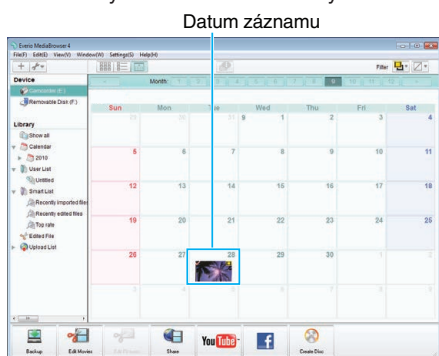 Datum záznamu
Everio MediaBrowser 4
File(F) Edit(E) View(V) Window(W) Settings(S) Help(H)
Filter
Device
Month
Removable Disk (F:)
Sun Mon Tue Wed Thu Fri Sat
1 2 3 4
5 6 7 8 9 10 11
12 13 14 15 16 17 18
19 20 21 22 23 24 25
26 27 28 29 30
Library
Show all
Calendar
2010
User List
Untitled
Smart List
Recently imported files
Recently edited files
Top rate
Edited File
Upload List
Backup Edit Movies Share YouTube f Create Disc